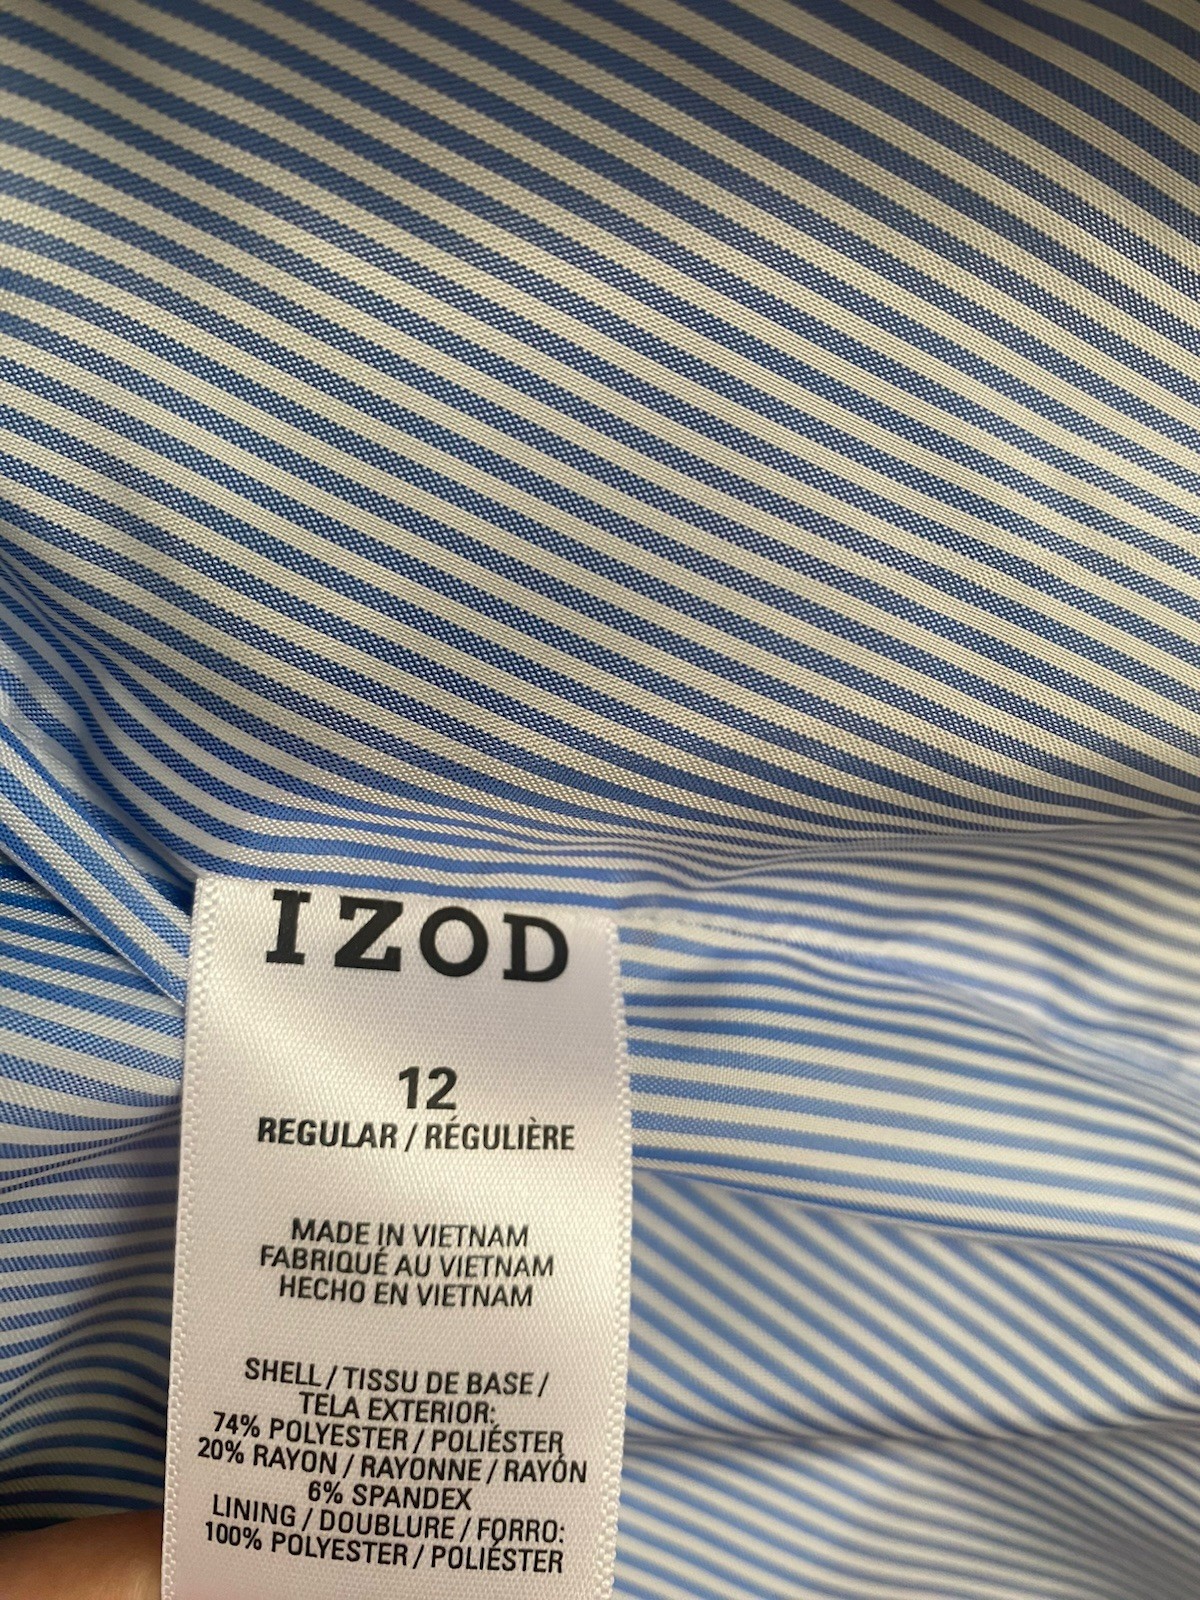 IZOD
12
REGULAR / RÉGULIÈRE
MADE IN VIETNAM
FABRIQUÉ AU VIETNAM
HECHO EN VIETNAM
SHELL / TISSU DE BASE /
TELA EXTERIOR:
74% POLYESTER / POLIÉSTER
20% RAYON / RAYONNE / RAYÓN
6% SPANDEX
LINING / DOUBLURE / FORRO:
100% POLYESTER / POLIÉSTER